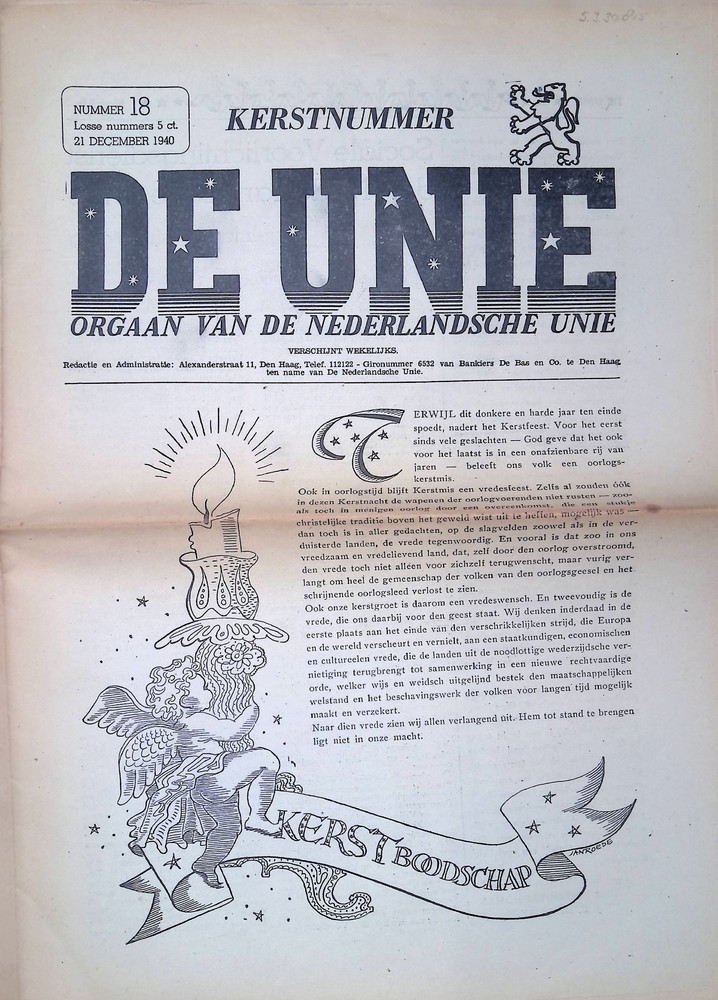 NUMMER 18
Losse nummers 5 ct.
21 DECEMBER 1940
KERSTNUMMER
DE UNIE
ORGAAN VAN DE NEDERLANDSCHE UNIE
VERSCHIJNT WEKELIJKS.
Redactie en Administratie: Alexanderstraat 11, Den Haag, Telef. 112122 - Gironummer 6532 van Bankiers De Bas en Co. te Den Haag
ten name van De Nederlandsche Unie.
TERWIJL dit donkere en harde jaar ten einde
spoedt, nadert het Kerstfeest. Voor het eerst
sinds vele geslachten — God geve dat het ook
voor het laatst is in een onafzienbare rij van
jaren — beleeft ons volk een oorlogs-
kerstmis.
Ook in oorlogstijd blijft Kerstmis een vredesfeest. Zelfs al zouden óók
in dezen Kerstnacht de wapenen der oorlogvoerenden niet rusten — zoo-
als toch in menigen oorlog door een overeenkomst, die een
christelijke traditie boven het geweld wist uit te heffen, mogelijk was —
dan toch is in aller gedachten, op de slagvelden zoowel als in de ver-
duisterde landen, de vrede tegenwoordig. En vooral is dat zoo in ons
vreedzaam en vredelievend land, dat, zelf door den oorlog overstroomd,
den vrede toch niet alléén voor zichzelf terugwenscht, maar vurig ver-
langt om heel de gemeenschap der volken van den oorlogsgeesel en het
schrijnende oorlogsleed verlost te zien.
Ook onze kerstgroet is daarom een vredeswensch. En tweevoudig is de
vrede, die ons daarbij voor den geest staat. Wij denken inderdaad in de
eerste plaats aan het einde van den verschrikkelijken strijd, die Europa
en de wereld verscheurt en vernielt, aan een staatkundigen, economischen
en cultureelen vrede, die de landen uit de noodlottige wederzijdsche ver-
nietiging terugbrengt tot samenwerking in een nieuwe rechtvaardige
orde, welker wijs en weidsch uitgelijnd bestek den maatschappelijken
welstand en het beschavingswerk der volken voor langen tijd mogelijk
maakt en verzekert.
Naar dien vrede zien wij allen verlangend uit. Hem tot stand te brengen
ligt niet in onze macht.
KERSTBOODSCHAP
JAN ROEDE